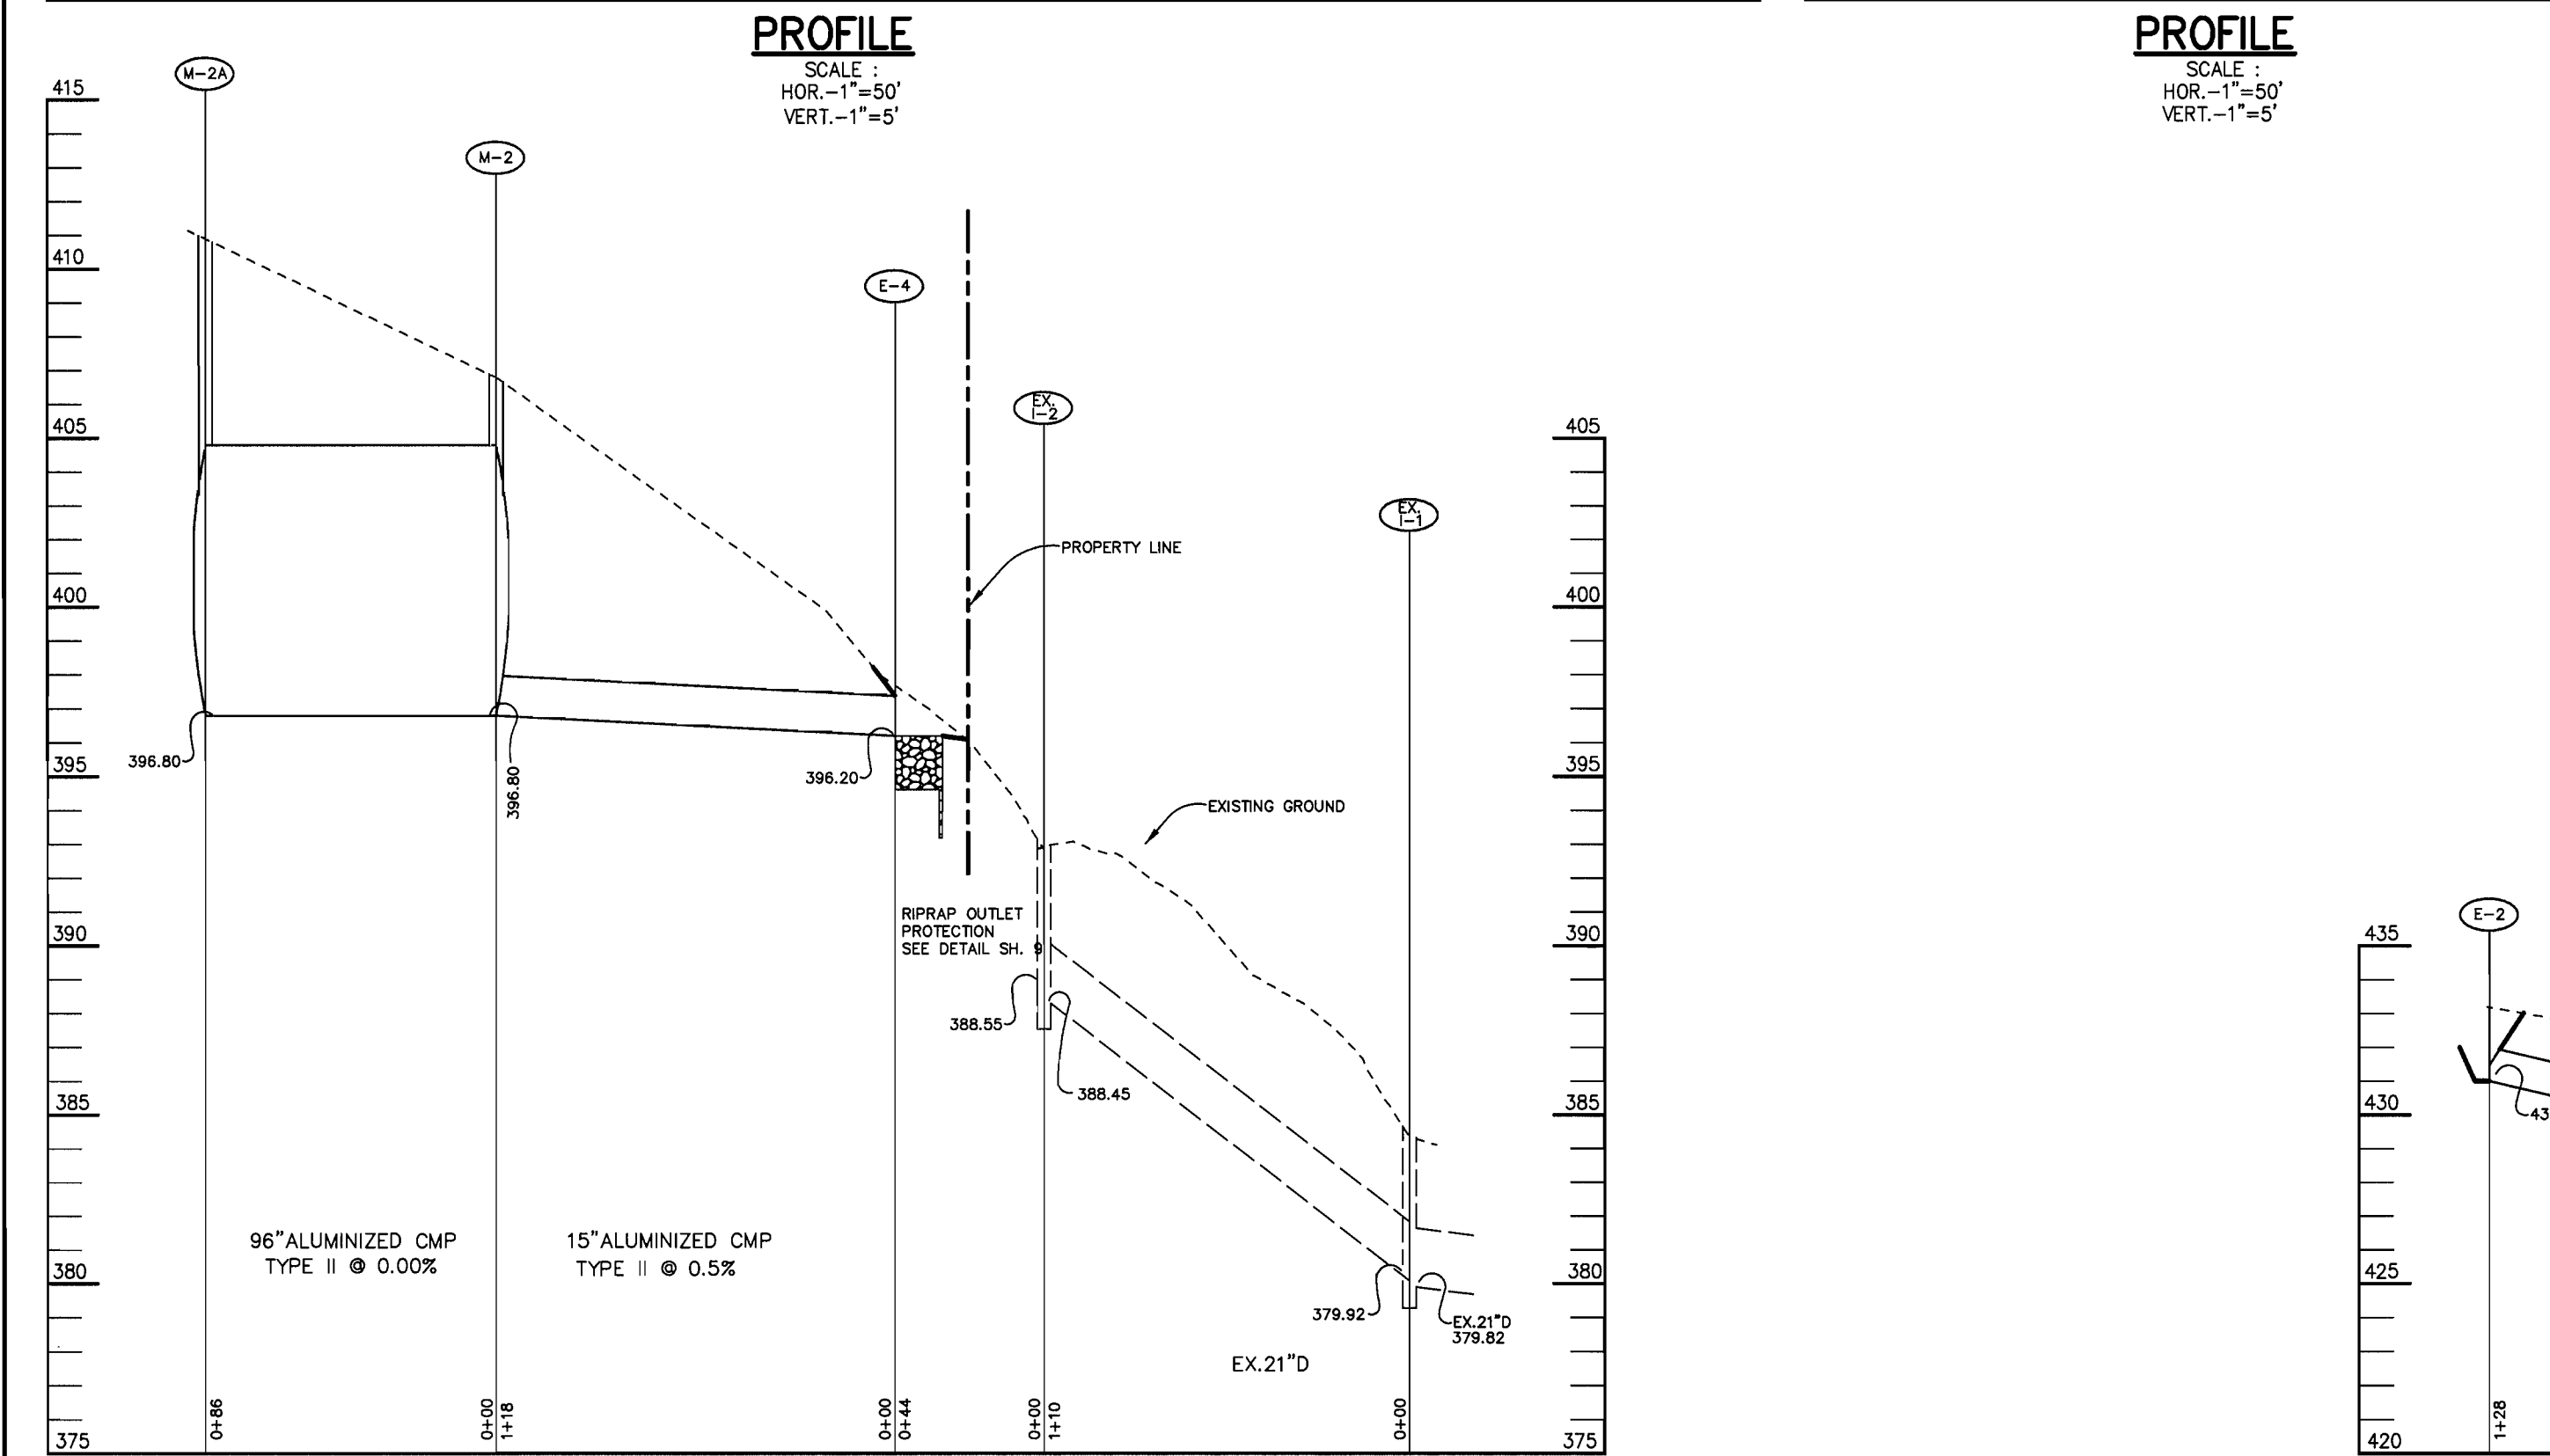 PROFILE
SCALE :
HOR.-1"=50'
VERT.-1"=5'
M-2A
M-2
E-4
EX.
I-2
EX.
I-1
415
410
405
400
395
390
385
380
375
PROPERTY LINE
EXISTING GROUND
396.80
396.80
396.20
RIPRAP OUTLET
PROTECTION
SEE DETAIL SH. 9
388.55
388.45
379.92
EX.21"D
379.82
EX.21"D
96"ALUMINIZED CMP
TYPE II @ 0.00%
15"ALUMINIZED CMP
TYPE II @ 0.5%
0+86
0+00
1+18
0+00
0+44
0+00
1+10
0+00
405
400
395
390
385
380
375
PROFILE
SCALE :
HOR.-1"=50'
VERT.-1"=5'
E-2
435
430
425
420
43
1+28